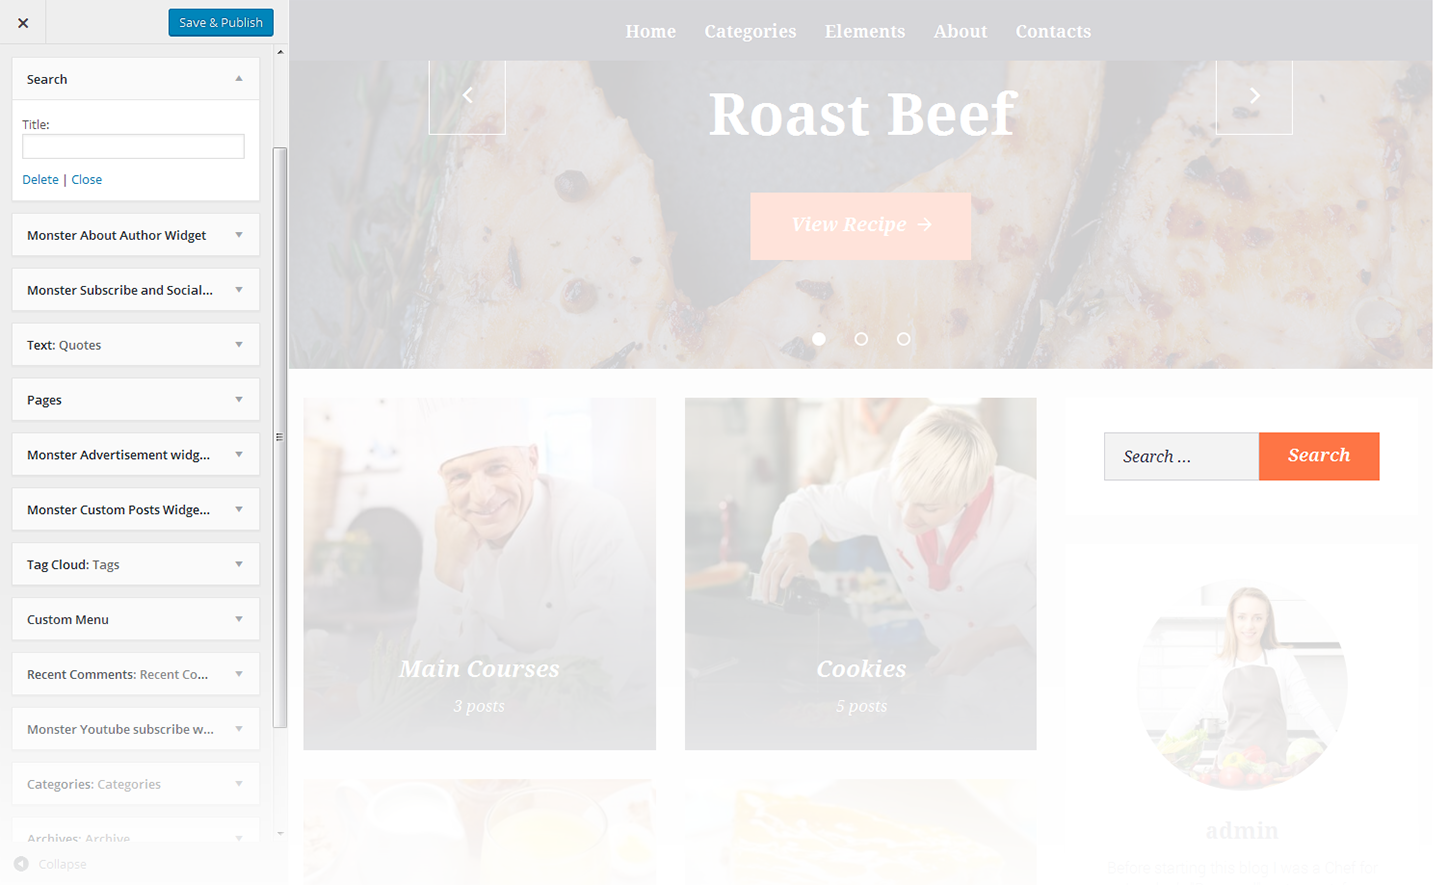 Save & Publish
Search
Title:
Delete | Close
Monster About Author Widget
Monster Subscribe and Social...
Text: Quotes
Pages
Monster Advertisement widg...
Monster Custom Posts Widge...
Tag Cloud: Tags
Custom Menu
Recent Comments: Recent Co...
Monster Youtube subscribe w...
Categories: Categories
Archives: Archive
Collapse
Home Categories Elements About Contacts
Roast Beef
View Recipe →
Main Courses
3 posts
Cookies
5 posts
Search ...
Search
admin
Before starting this blog I was a Chef for